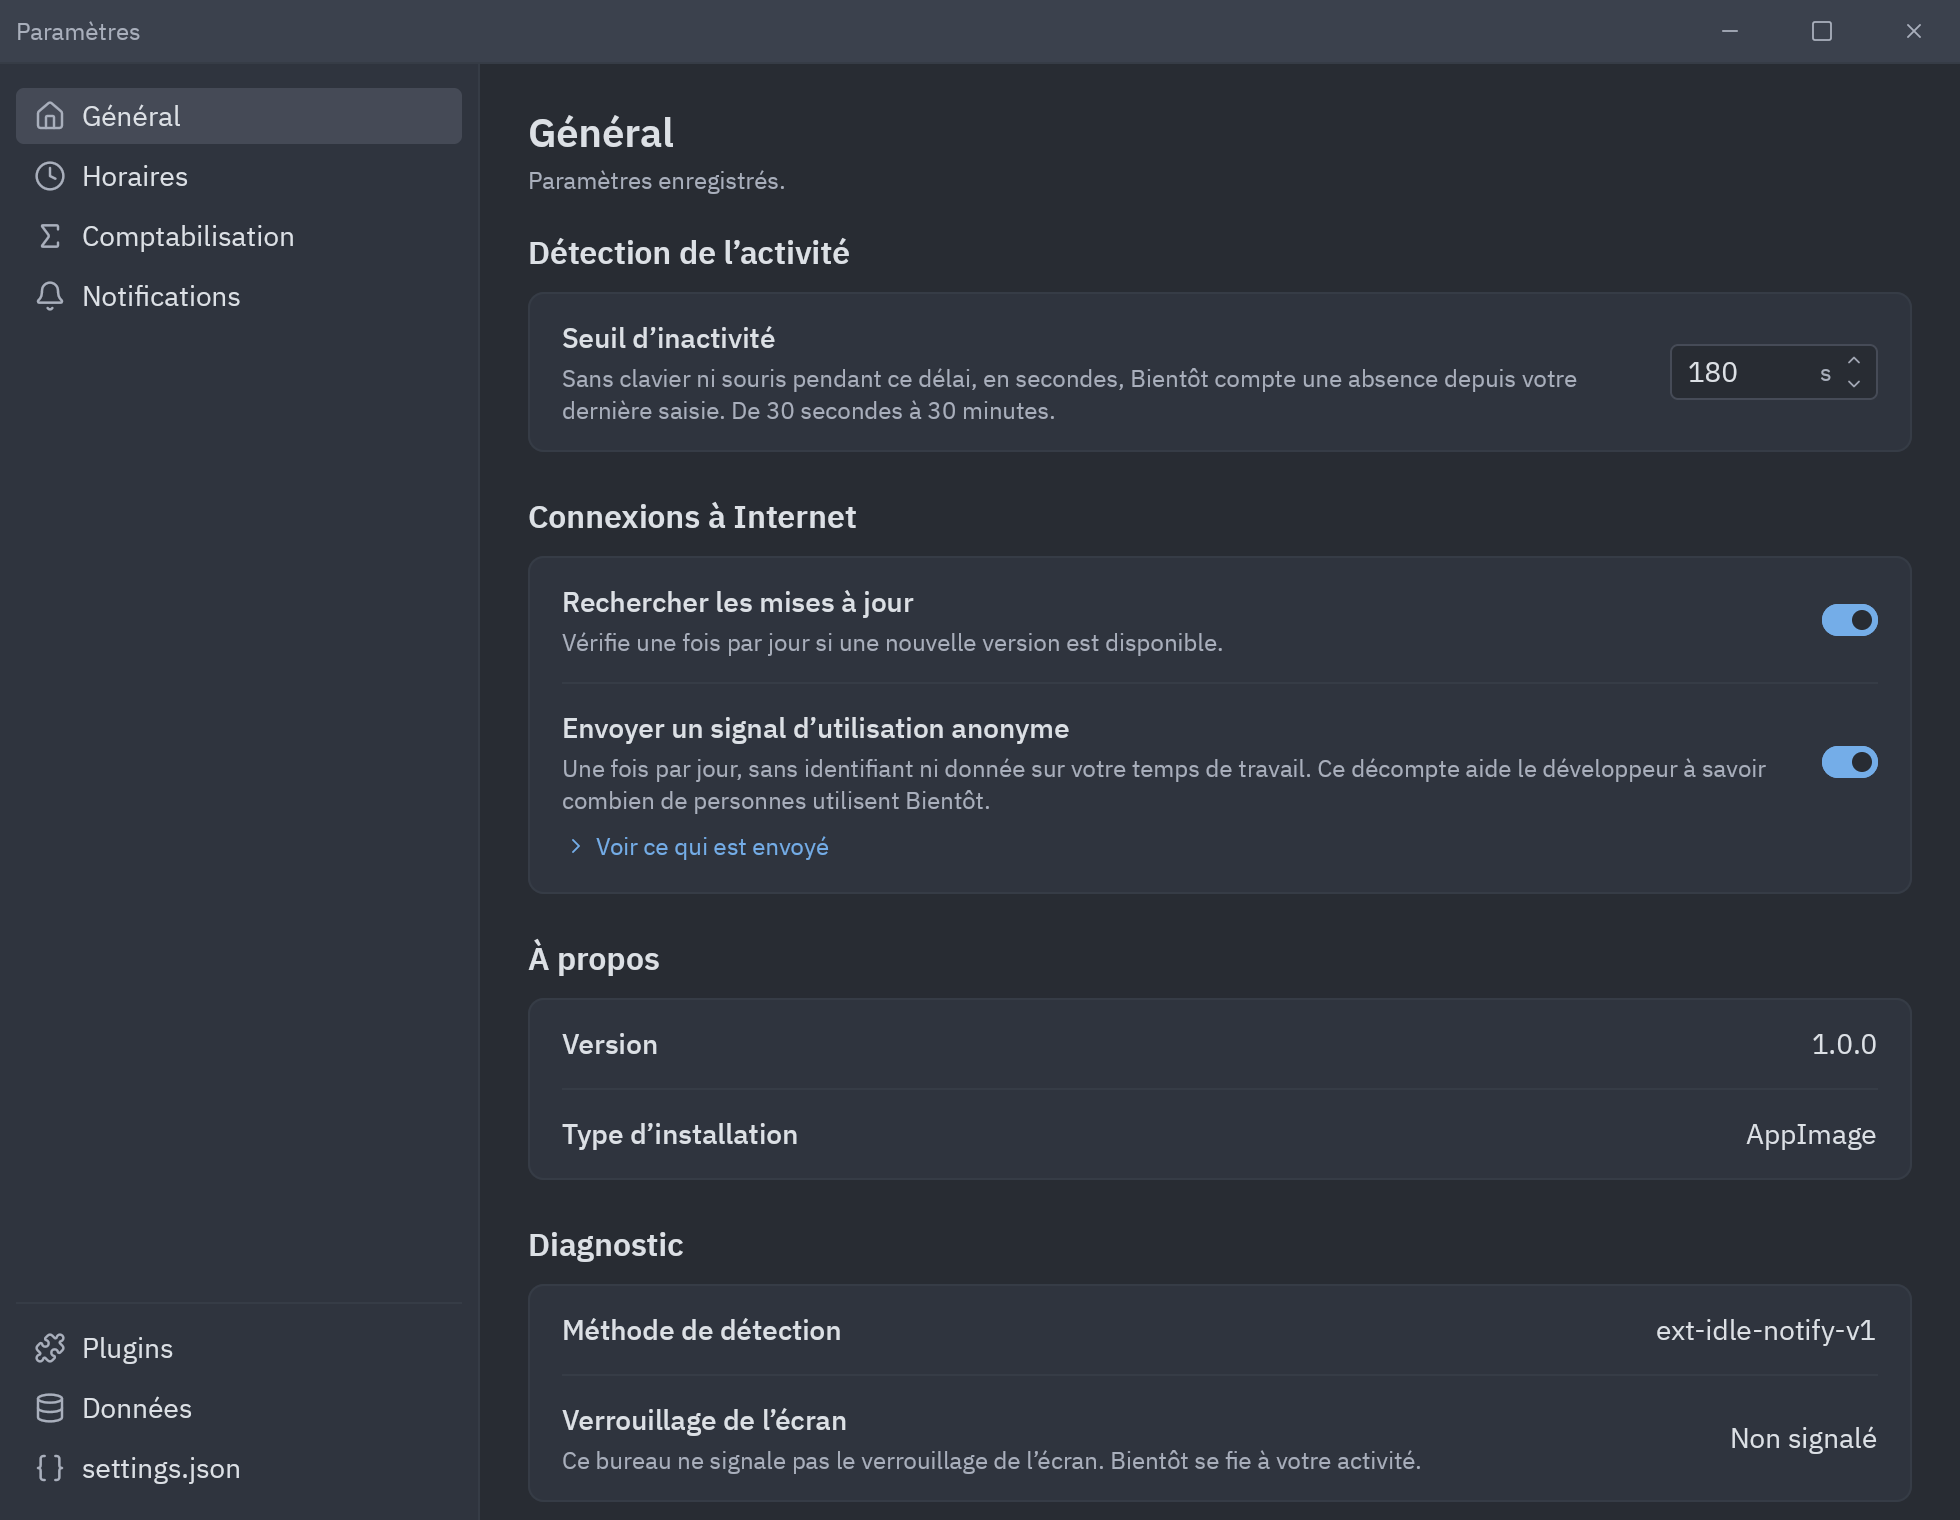 Paramètres
Général
Horaires
Comptabilisation
Notifications
Plugins
Données
settings.json
Général
Paramètres enregistrés.
Détection de l’activité
Seuil d’inactivité
Sans clavier ni souris pendant ce délai, en secondes, Bientôt compte une absence depuis votre
dernière saisie. De 30 secondes à 30 minutes.
180 s
Connexions à Internet
Rechercher les mises à jour
Vérifie une fois par jour si une nouvelle version est disponible.
Envoyer un signal d’utilisation anonyme
Une fois par jour, sans identifiant ni donnée sur votre temps de travail. Ce décompte aide le développeur à savoir
combien de personnes utilisent Bientôt.
Voir ce qui est envoyé
À propos
Version 1.0.0
Type d’installation AppImage
Diagnostic
Méthode de détection ext-idle-notify-v1
Verrouillage de l’écran
Ce bureau ne signale pas le verrouillage de l’écran. Bientôt se fie à votre activité.
Non signalé